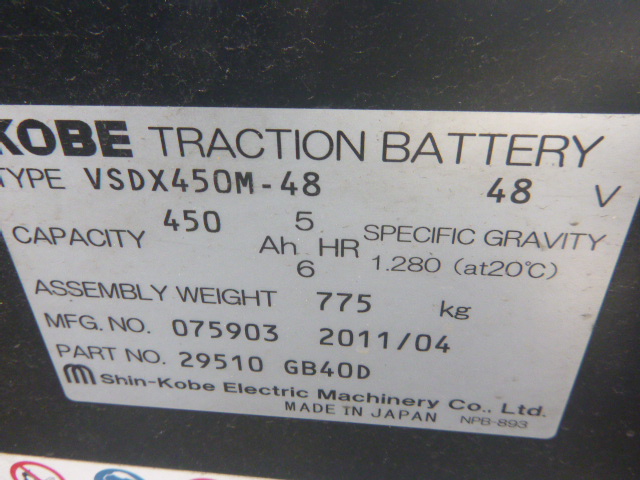 KOBE TRACTION BATTERY
TYPE VSDX450M-48 48 V
CAPACITY 450 Ah 5 6 HR SPECIFIC GRAVITY
1.280 (at20℃)
ASSEMBLY WEIGHT 775 kg
MFG. NO. 075903 2011/04
PART NO. 29510 GB40D
Shin-Kobe Electric Machinery Co., Ltd.
MADE IN JAPAN NPB-893